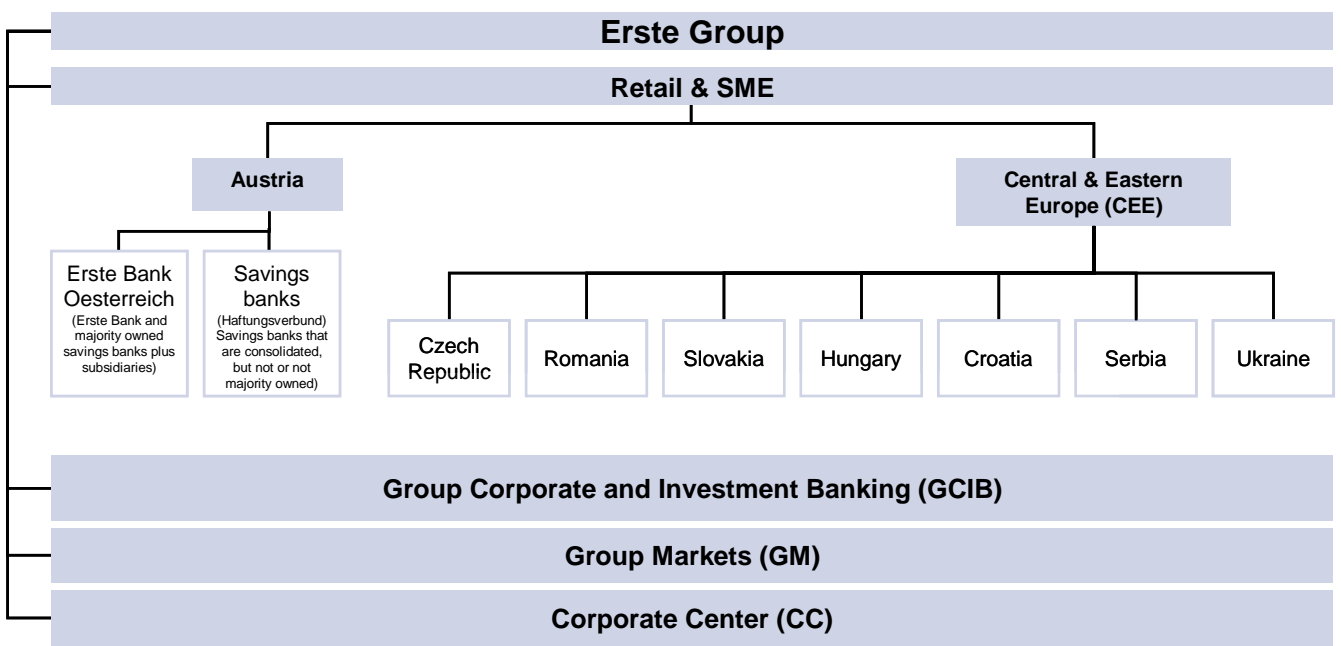 Erste Group
Retail & SME
Austria
Central & Eastern
Europe (CEE)
Erste Bank
Oesterreich
(Erste Bank and
majority owned
savings banks plus
subsidiaries)
Savings
banks
(Haftungsverbund)
Savings banks that
are consolidated,
but not or not
majority owned)
Czech
Republic
Romania
Slovakia
Hungary
Croatia
Serbia
Ukraine
Group Corporate and Investment Banking (GCIB)
Group Markets (GM)
Corporate Center (CC)